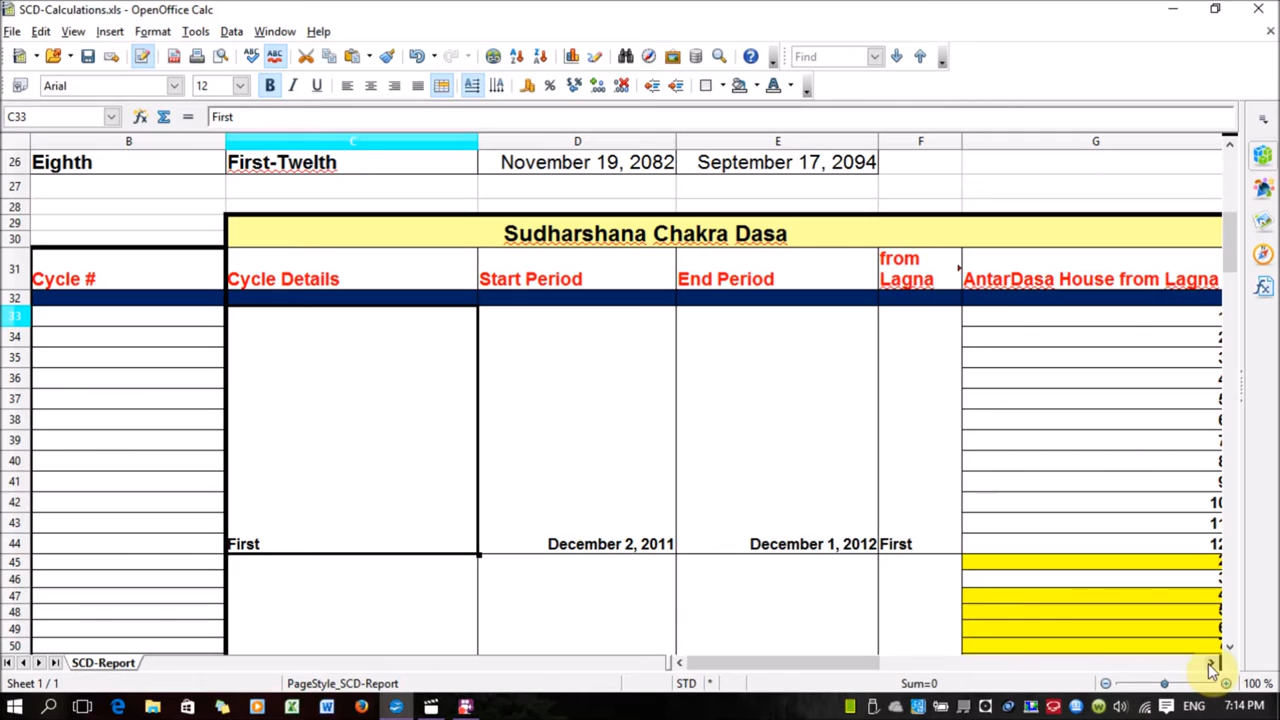 SCD-Calculations.xls - OpenOffice Calc
File Edit View Insert Format Tools Data Window Help
Find
Arial 12
C33 First
B C D E F G
26 Eighth First-Twelth November 19, 2082 September 17, 2094
27
28
29
30 Sudharshana Chakra Dasa
31 Cycle # Cycle Details Start Period End Period from Lagna AntarDasa House from Lagna
32
33
34
35
36
37
38
39
40
41
42 10
43
44 First December 2, 2011 December 1, 2012 First 12
45
46
47
48
49
50
SCD-Report
Sheet 1 / 1 PageStyle_SCD-Report STD * Sum=0 100 %
ENG 7:14 PM